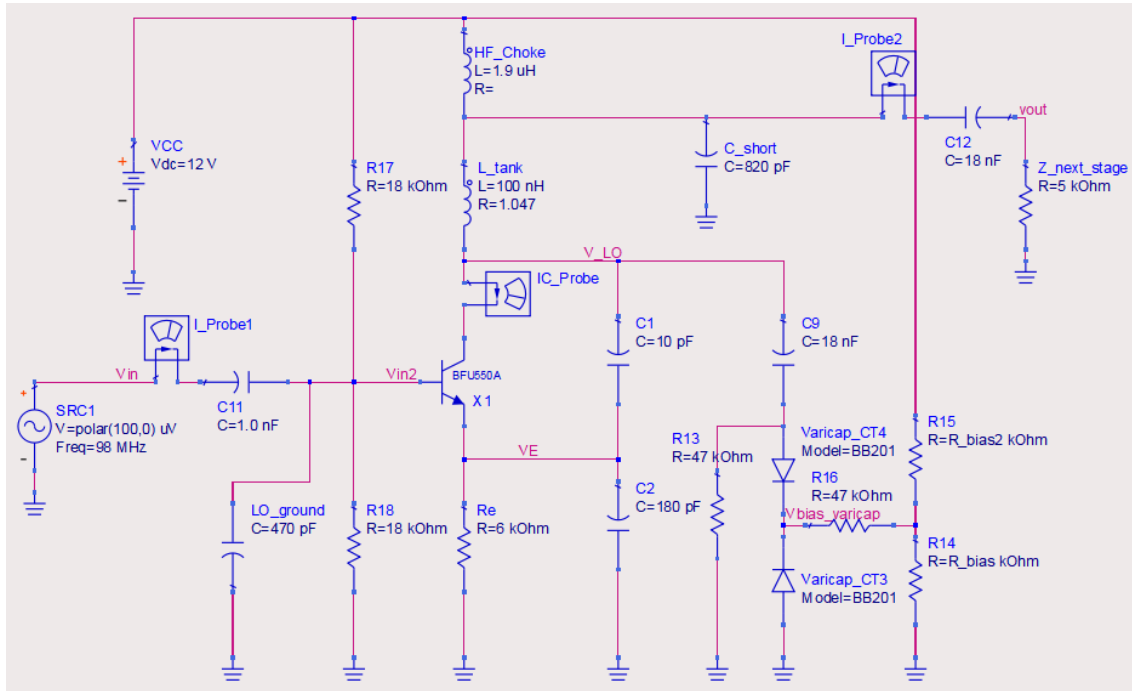 I_Probe2
HF_Choke
L=1.9 uH
R=
vout
C12
C=18 nF
VCC
Vdc=12 V
+
-
R17
R=18 kOhm
L_tank
L=100 nH
R=1.047
C_short
C=820 pF
Z_next_stage
R=5 kOhm
V_LO
IC_Probe
I_Probe1
C1
C=10 pF
C9
C=18 nF
Vin
Vin2
BFU550A
X1
+
SRC1
V=polar(100,0) uV
Freq=98 MHz
-
C11
C=1.0 nF
R13
R=47 kOhm
Varicap_CT4
Model=BB201
R15
R=R_bias2 kOhm
VE
R16
R=47 kOhm
LO_ground
C=470 pF
R18
R=18 kOhm
Re
R=6 kOhm
C2
C=180 pF
Vbias_varicap
R14
R=R_bias kOhm
Varicap_CT3
Model=BB201